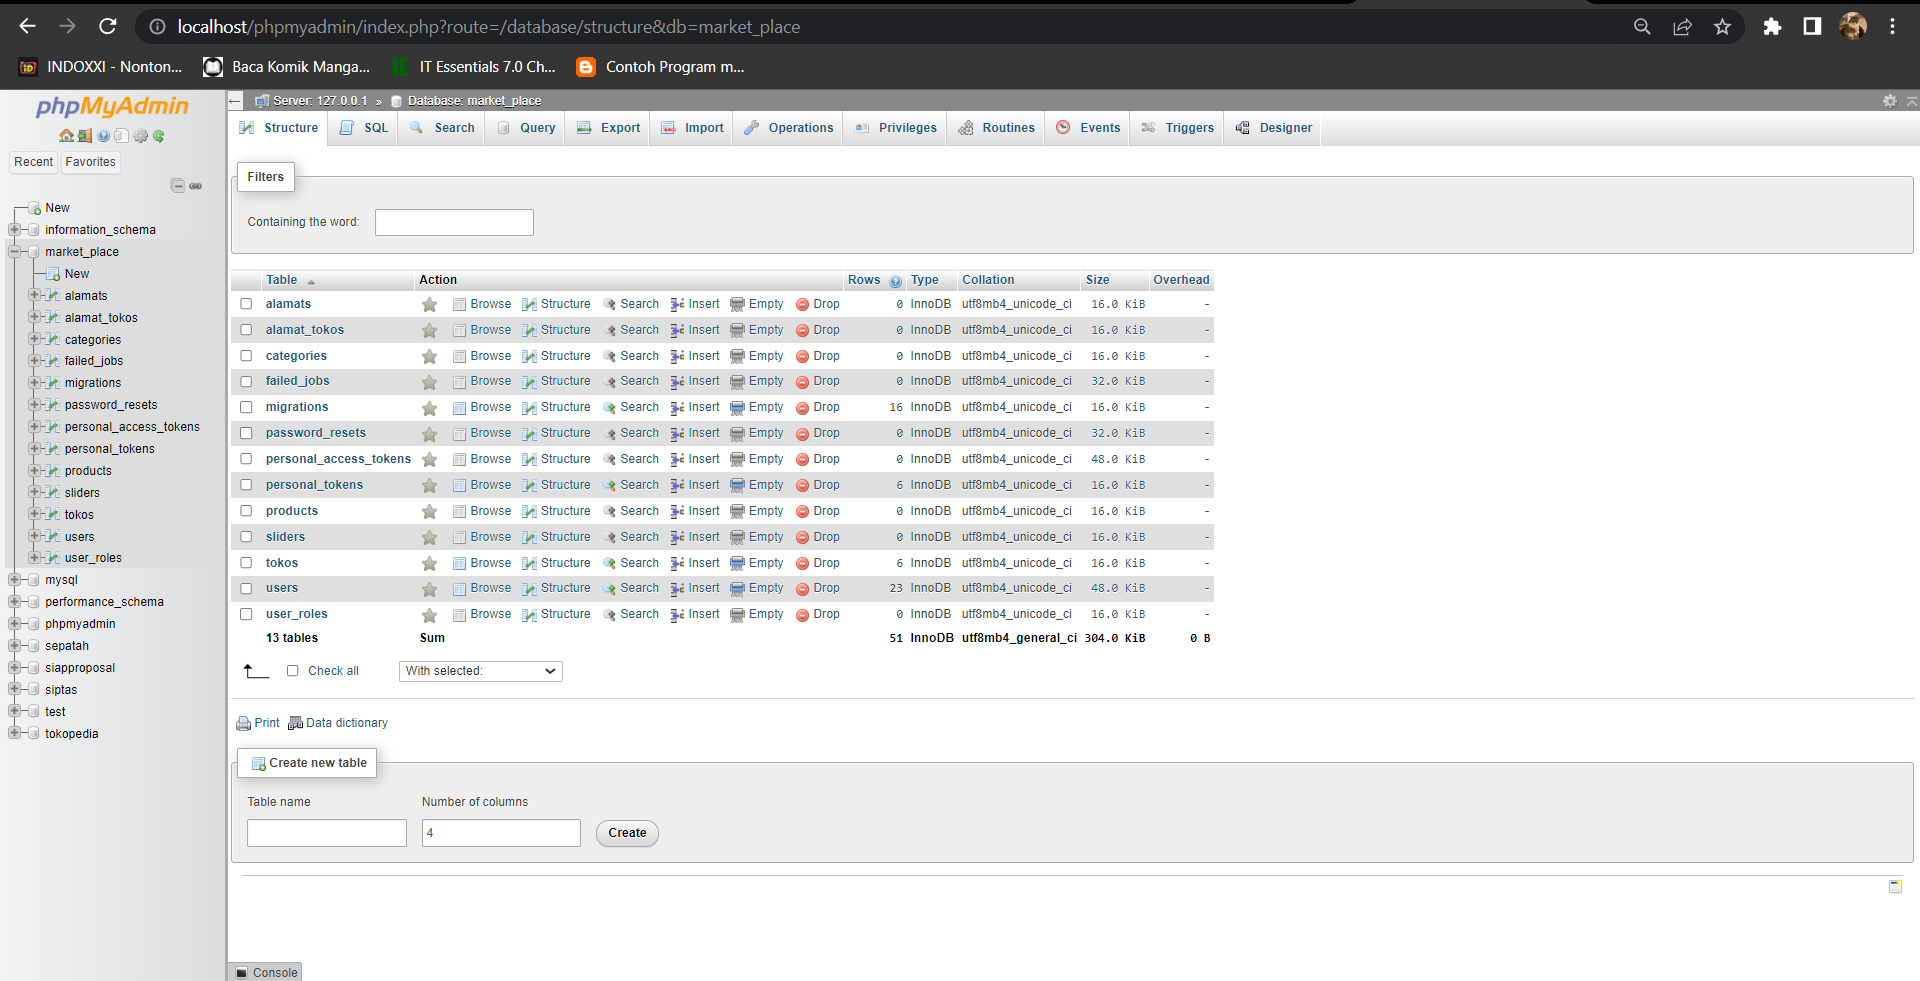 localhost/phpmyadmin/index.php?route=/database/structure&db=market_place
INDOXXI - Nonton...
Baca Komik Manga...
IT Essentials 7.0 Ch...
Contoh Program m...
phpMyAdmin
Recent Favorites
New
information_schema
market_place
New
alamats
alamat_tokos
categories
failed_jobs
migrations
password_resets
personal_access_tokens
personal_tokens
products
sliders
tokos
users
user_roles
mysql
performance_schema
phpmyadmin
sepatah
siapproposal
siptas
test
tokopedia
Server: 127.0.0.1 » Database: market_place
Structure SQL Search Query Export Import Operations Privileges Routines Events Triggers Designer
Filters
Containing the word:
Table Action Rows Type Collation Size Overhead
alamats Browse Structure Search Insert Empty Drop 0 InnoDB utf8mb4_unicode_ci 16.0 KiB -
alamat_tokos Browse Structure Search Insert Empty Drop 0 InnoDB utf8mb4_unicode_ci 16.0 KiB -
categories Browse Structure Search Insert Empty Drop 0 InnoDB utf8mb4_unicode_ci 16.0 KiB -
failed_jobs Browse Structure Search Insert Empty Drop 0 InnoDB utf8mb4_unicode_ci 32.0 KiB -
migrations Browse Structure Search Insert Empty Drop 16 InnoDB utf8mb4_unicode_ci 16.0 KiB -
password_resets Browse Structure Search Insert Empty Drop 0 InnoDB utf8mb4_unicode_ci 32.0 KiB -
personal_access_tokens Browse Structure Search Insert Empty Drop 0 InnoDB utf8mb4_unicode_ci 48.0 KiB -
personal_tokens Browse Structure Search Insert Empty Drop 6 InnoDB utf8mb4_unicode_ci 16.0 KiB -
products Browse Structure Search Insert Empty Drop 0 InnoDB utf8mb4_unicode_ci 16.0 KiB -
sliders Browse Structure Search Insert Empty Drop 0 InnoDB utf8mb4_unicode_ci 16.0 KiB -
tokos Browse Structure Search Insert Empty Drop 6 InnoDB utf8mb4_unicode_ci 16.0 KiB -
users Browse Structure Search Insert Empty Drop 23 InnoDB utf8mb4_unicode_ci 48.0 KiB -
user_roles Browse Structure Search Insert Empty Drop 0 InnoDB utf8mb4_unicode_ci 16.0 KiB -
13 tables Sum 51 InnoDB utf8mb4_general_ci 304.0 KiB 0 B
Check all With selected:
Print Data dictionary
Create new table
Table name Number of columns
4 Create
Console